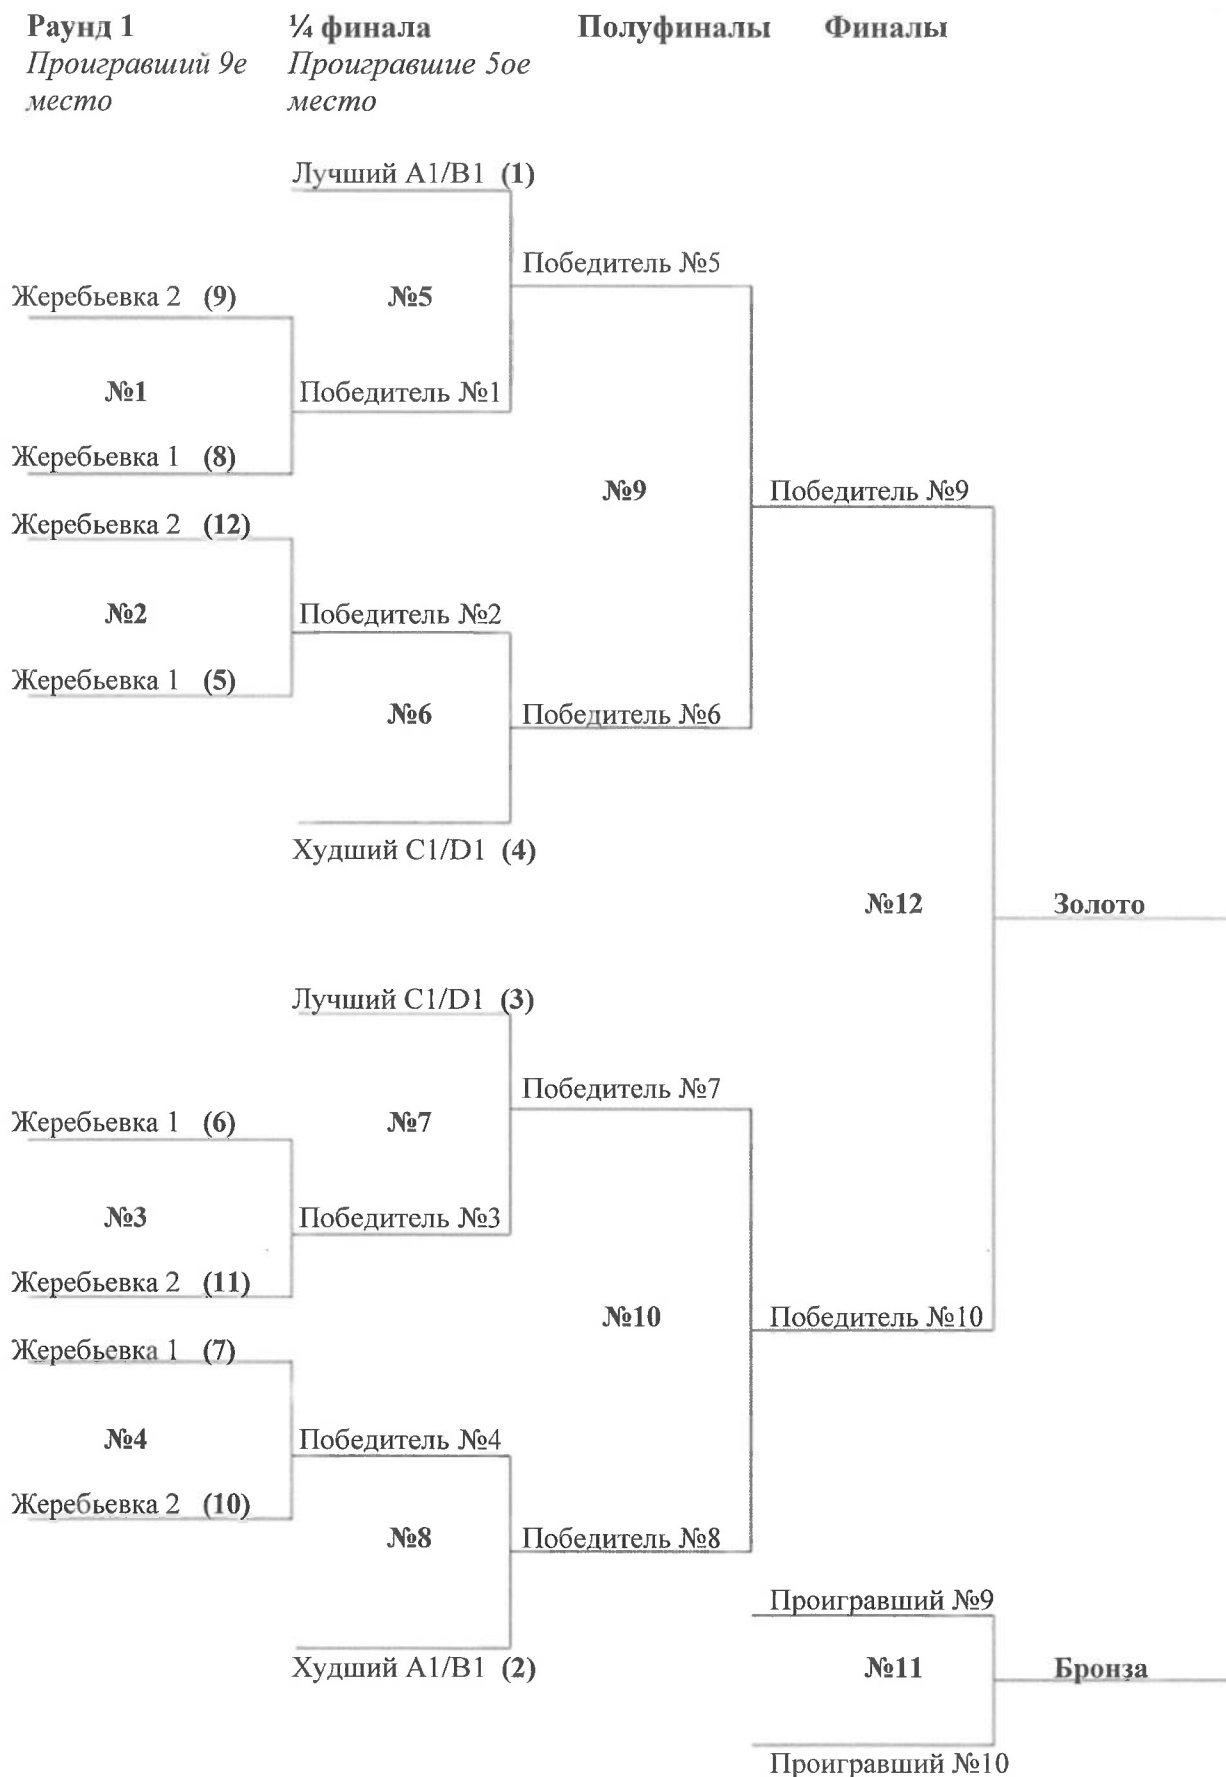 Раунд 1 ¼ финала Полуфиналы Финалы
Проигравший 9е Проигравшие 5ое
место место
Лучший A1/B1 (1)
Победитель №5
Жеребьевка 2 (9) №5
№1 Победитель №1
Жеребьевка 1 (8)
№9 Победитель №9
Жеребьевка 2 (12)
№2 Победитель №2
Жеребьевка 1 (5)
№6 Победитель №6
Худший C1/D1 (4)
№12 Золото
Лучший C1/D1 (3)
Победитель №7
Жеребьевка 1 (6) №7
№3 Победитель №3
Жеребьевка 2 (11)
№10 Победитель №10
Жеребьевка 1 (7)
№4 Победитель №4
Жеребьевка 2 (10)
№8 Победитель №8
Проигравший №9
Худший A1/B1 (2) №11 Бронза
Проигравший №10